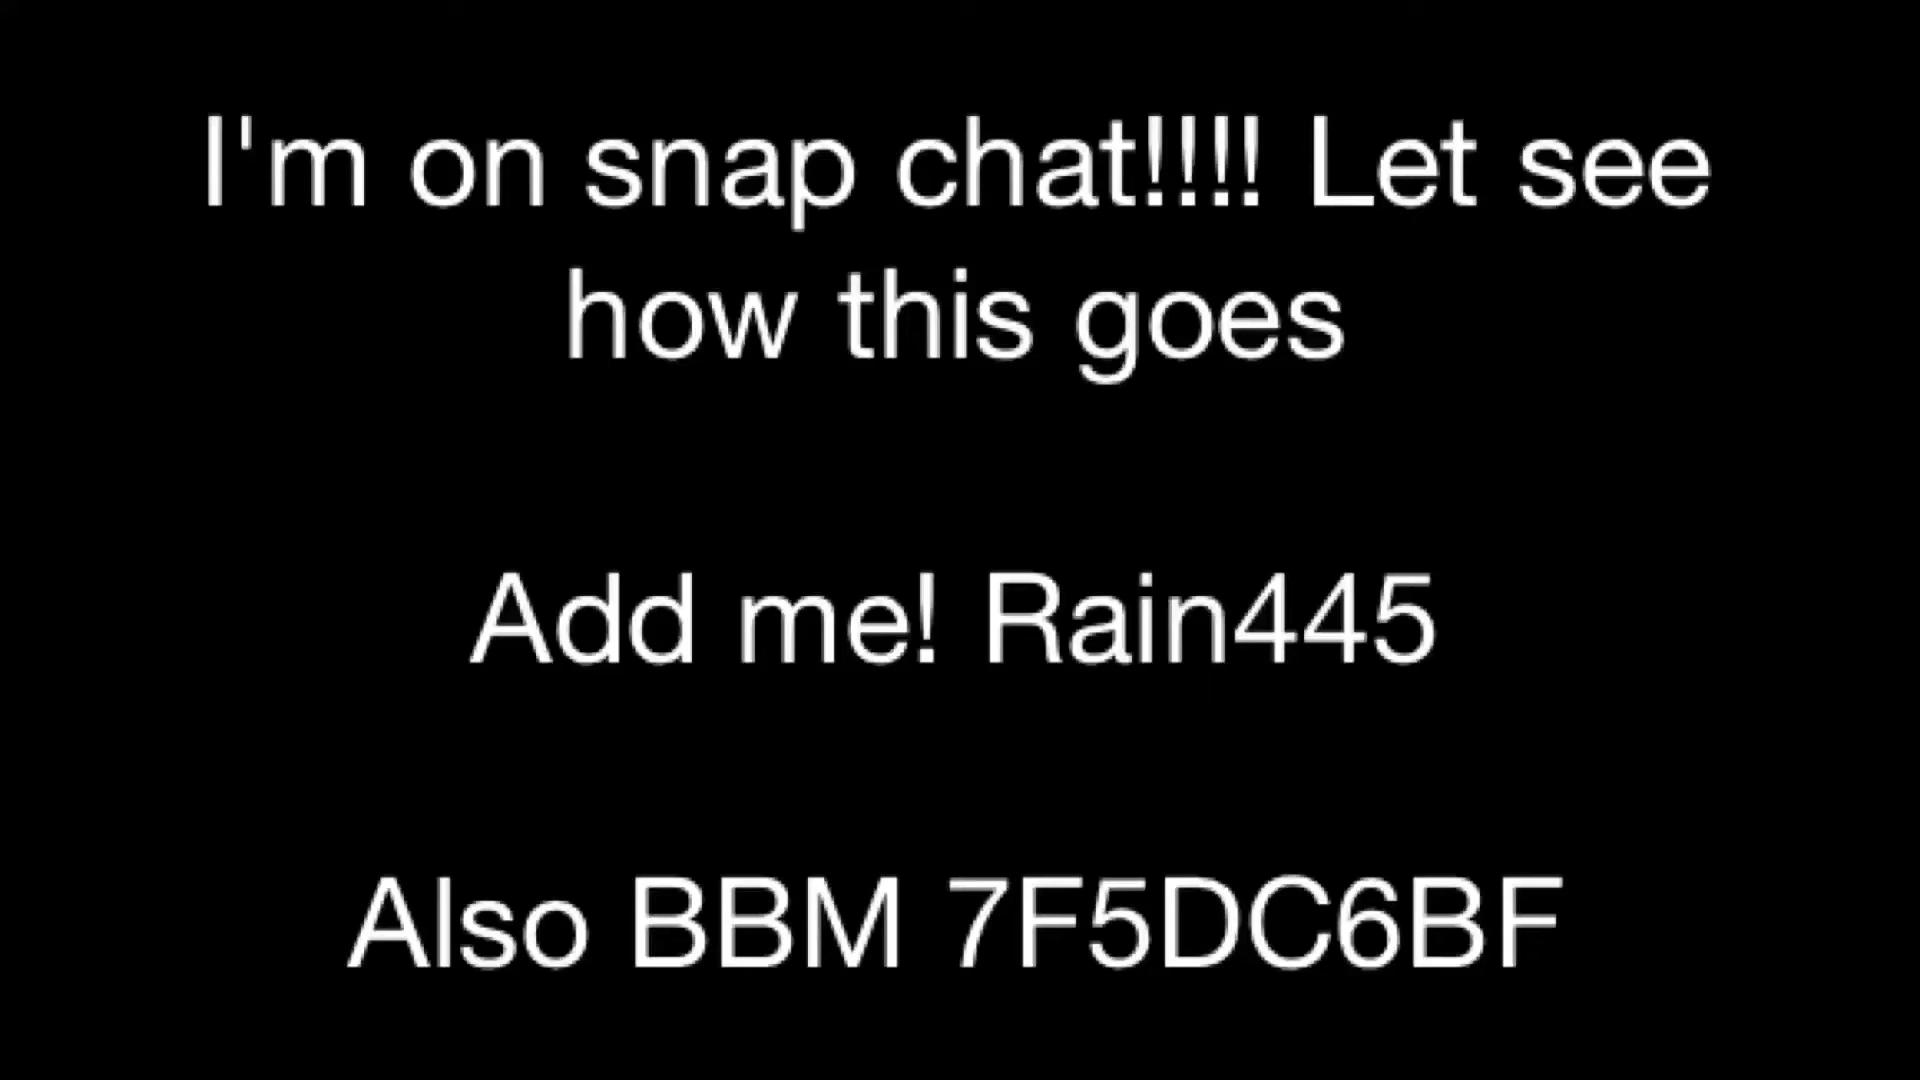 I'm on snap chat!!!! Let see
how this goes
Add me! Rain445
Also BBM 7F5DC6BF